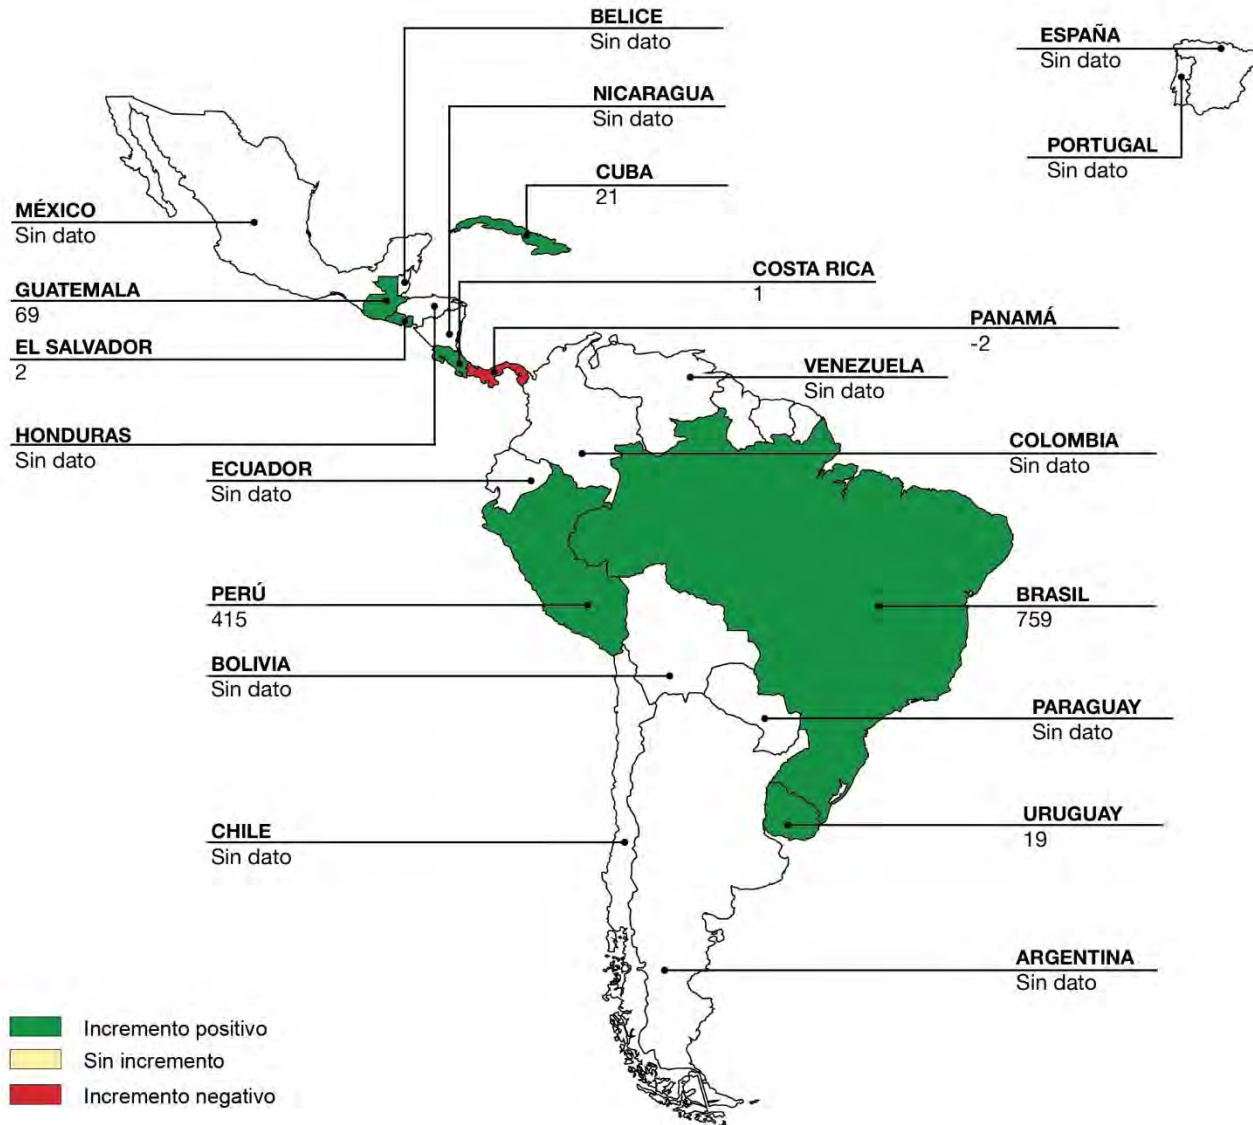 BELICE
Sin dato
ESPAÑA
Sin dato
NICARAGUA
Sin dato
PORTUGAL
Sin dato
CUBA
21
MÉXICO
Sin dato
COSTA RICA
1
GUATEMALA
69
PANAMÁ
-2
EL SALVADOR
2
VENEZUELA
Sin dato
HONDURAS
Sin dato
COLOMBIA
Sin dato
ECUADOR
Sin dato
PERÚ
415
BRASIL
759
BOLIVIA
Sin dato
PARAGUAY
Sin dato
URUGUAY
19
CHILE
Sin dato
ARGENTINA
Sin dato
Incremento positivo
Sin incremento
Incremento negativo